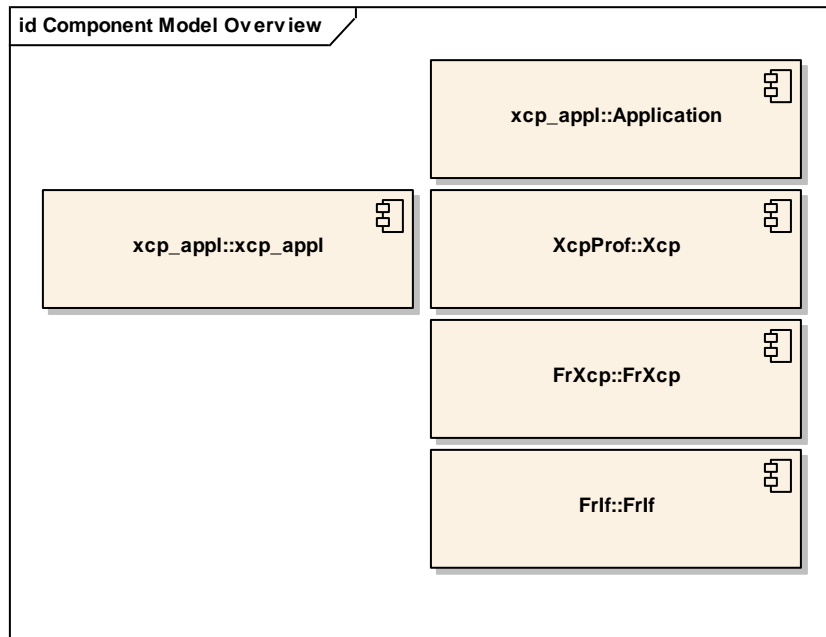 id Component Model Overview
xcp_appl::Application
xcp_appl::xcp_appl
XcpProf::Xcp
FrXcp::FrXcp
FrIf::FrIf